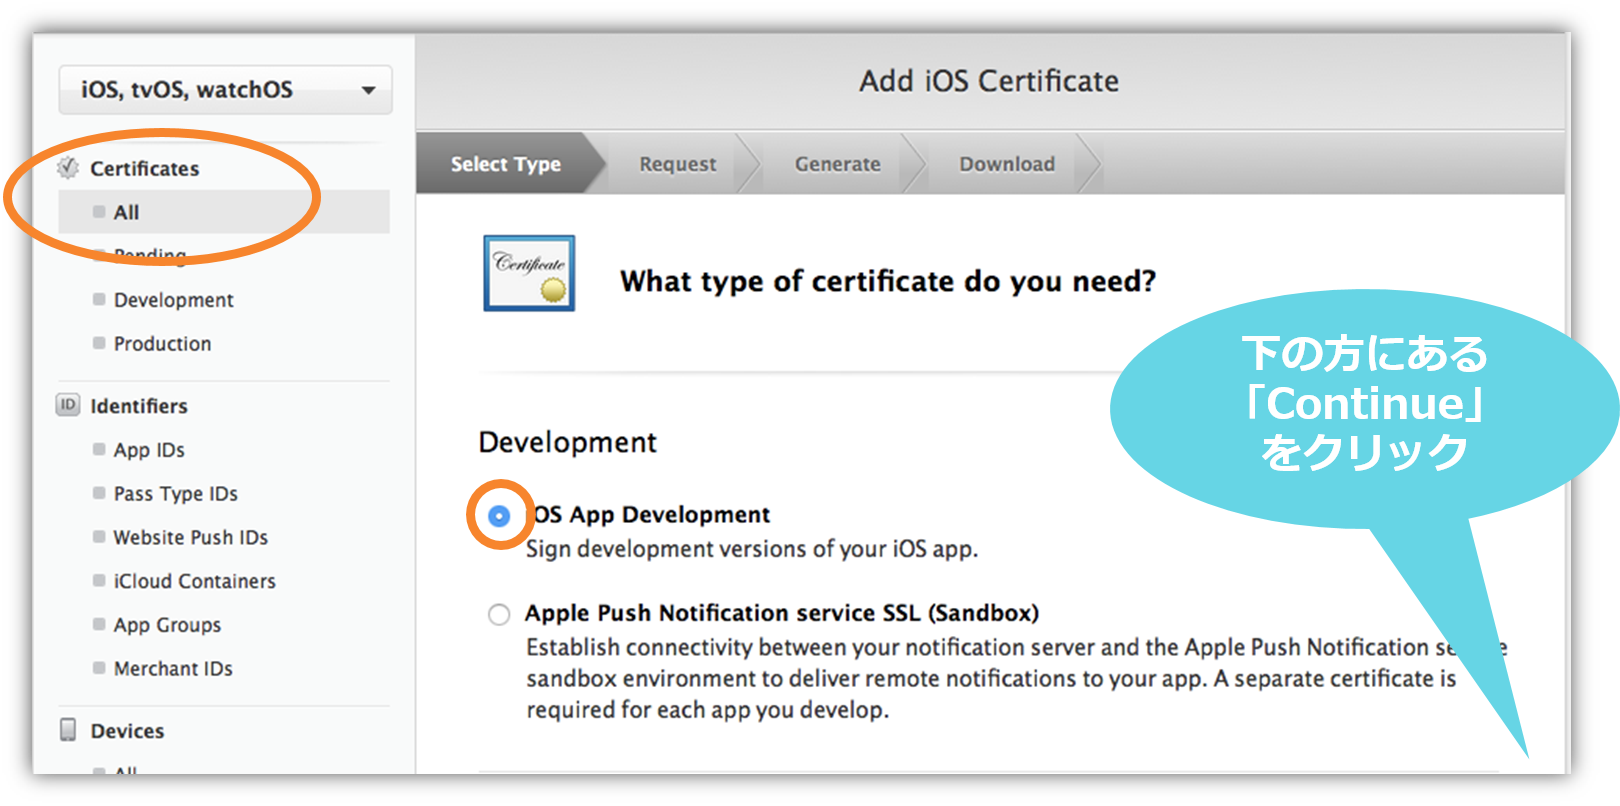 iOS, tvOS, watchOS
Certificates
All
Pending
Development
Production
ID
Identifiers
App IDs
Pass Type IDs
Website Push IDs
iCloud Containers
App Groups
Merchant IDs
Devices
All
Add iOS Certificate
Select Type
Request
Generate
Download
Certificate
What type of certificate do you need?
Development
iOS App Development
Sign development versions of your iOS app.
Apple Push Notification service SSL (Sandbox)
Establish connectivity between your notification server and the Apple Push Notification se e
sandbox environment to deliver remote notifications to your app. A separate certificate is
required for each app you develop.
下の方にある
「Continue」
をクリック